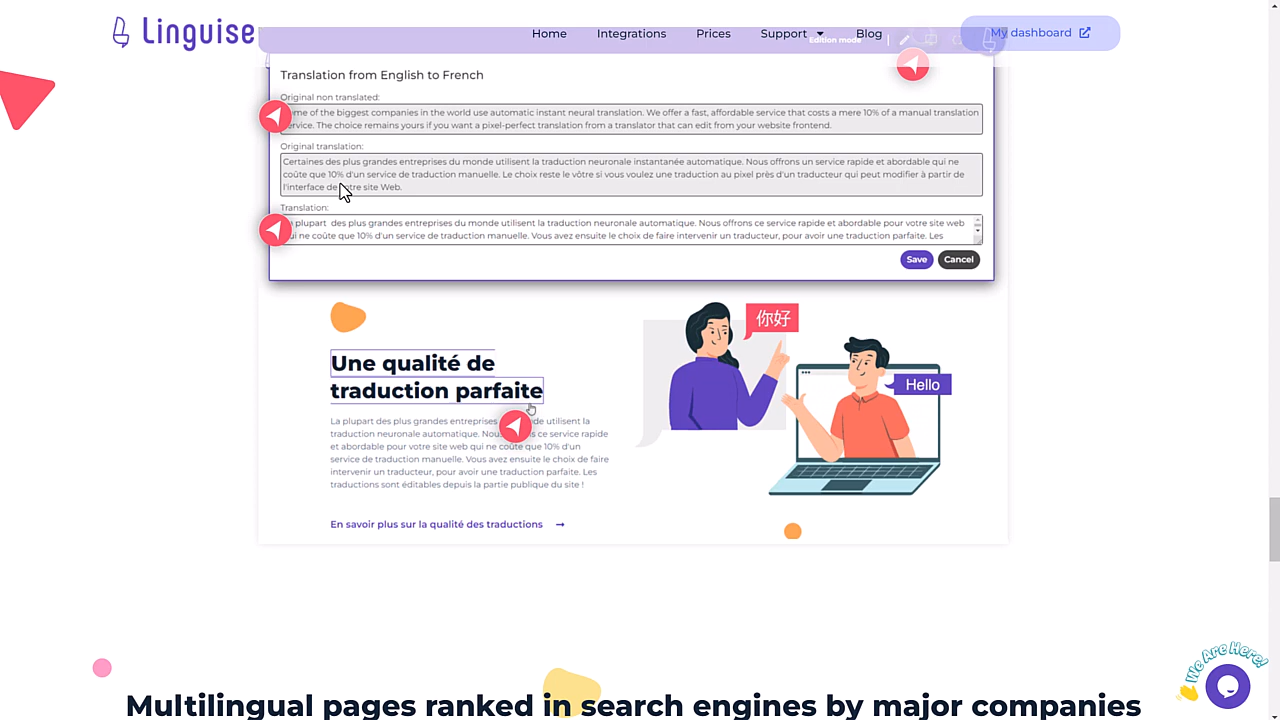 Linguise
Home
Integrations
Prices
Support
Blog
My dashboard
Edition mode
Translation from English to French
Original non translated:
me of the biggest companies in the world use automatic instant neural translation. We offer a fast, affordable service that costs a mere 10% of a manual translation
ervice. The choice remains yours if you want a pixel-perfect translation from a translator that can edit from your website frontend.
Original translation:
Certaines des plus grandes entreprises du monde utilisent la traduction neuronale instantanée automatique. Nous offrons un service rapide et abordable qui ne
coûte que 10% d'un service de traduction manuelle. Le choix reste le vôtre si vous voulez une traduction au pixel près d'un traducteur qui peut modifier à partir de
l'interface de votre site Web.
Translation:
plupart des plus grandes entreprises du monde utilisent la traduction neuronale automatique. Nous offrons ce service rapide et abordable pour votre site web
ui ne coûte que 10% d'un service de traduction manuelle. Vous avez ensuite le choix de faire intervenir un traducteur, pour avoir une traduction parfaite. Les
Save
Cancel
Une qualité de
traduction parfaite
La plupart des plus grandes entreprises de utilisent la
traduction neuronale automatique. Nous s ce service rapide
et abordable pour votre site web qui ne coûte que 10% d'un
service de traduction manuelle. Vous avez ensuite le choix de faire
intervenir un traducteur, pour avoir une traduction parfaite. Les
traductions sont éditables depuis la partie publique du site !
En savoir plus sur la qualité des traductions
你好
Hello
We Are Here!
Multilingual pages ranked in search engines by major companies